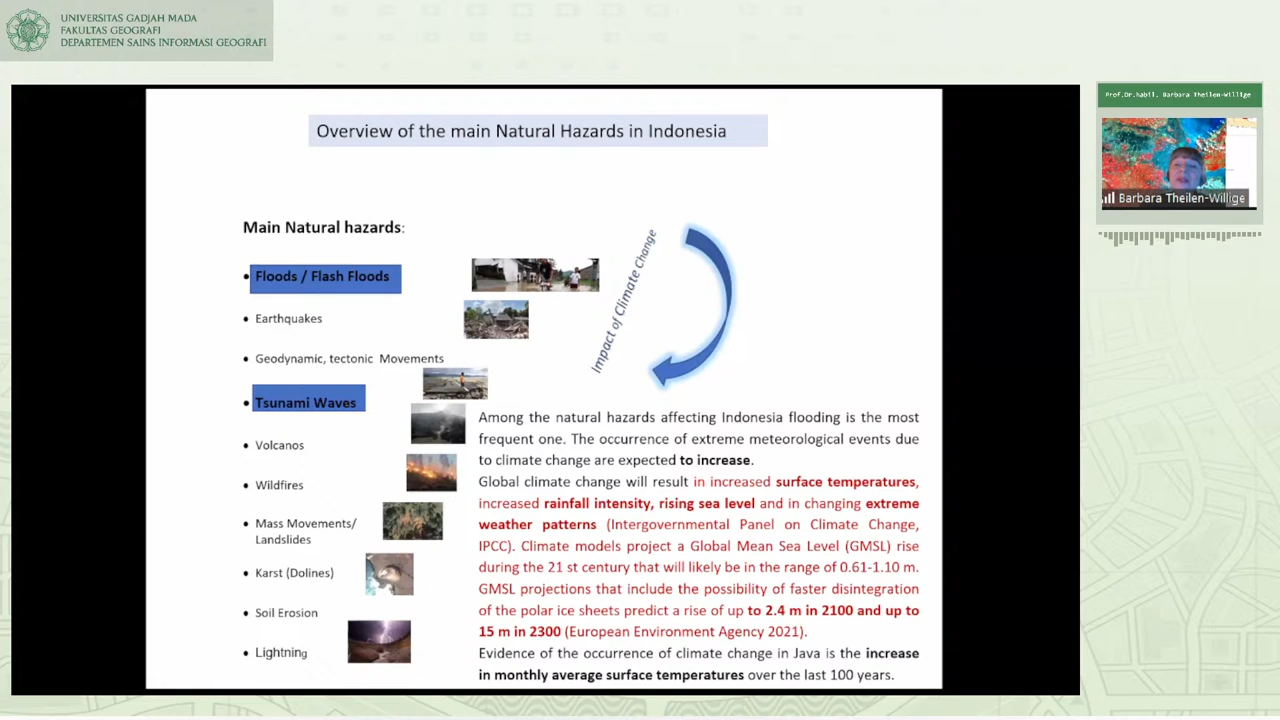 UNIVERSITAS GADJAH MADA
FAKULTAS GEOGRAFI
DEPARTEMEN SAINS INFORMASI GEOGRAFI
Prof.Dr.habil. Barbara Theilen-Willige
Barbara Theilen-Willige
Overview of the main Natural Hazards in Indonesia
Main Natural hazards:
• Floods / Flash Floods
• Earthquakes
• Geodynamic, tectonic Movements
• Tsunami Waves
• Volcanos
• Wildfires
• Mass Movements/
Landslides
• Karst (Dolines)
• Soil Erosion
• Lightning
Impact of Climate Change
Among the natural hazards affecting Indonesia flooding is the most
frequent one. The occurrence of extreme meteorological events due
to climate change are expected to increase.
Global climate change will result in increased surface temperatures,
increased rainfall intensity, rising sea level and in changing extreme
weather patterns (Intergovernmental Panel on Climate Change,
IPCC). Climate models project a Global Mean Sea Level (GMSL) rise
during the 21 st century that will likely be in the range of 0.61-1.10 m.
GMSL projections that include the possibility of faster disintegration
of the polar ice sheets predict a rise of up to 2.4 m in 2100 and up to
15 m in 2300 (European Environment Agency 2021).
Evidence of the occurrence of climate change in Java is the increase
in monthly average surface temperatures over the last 100 years.